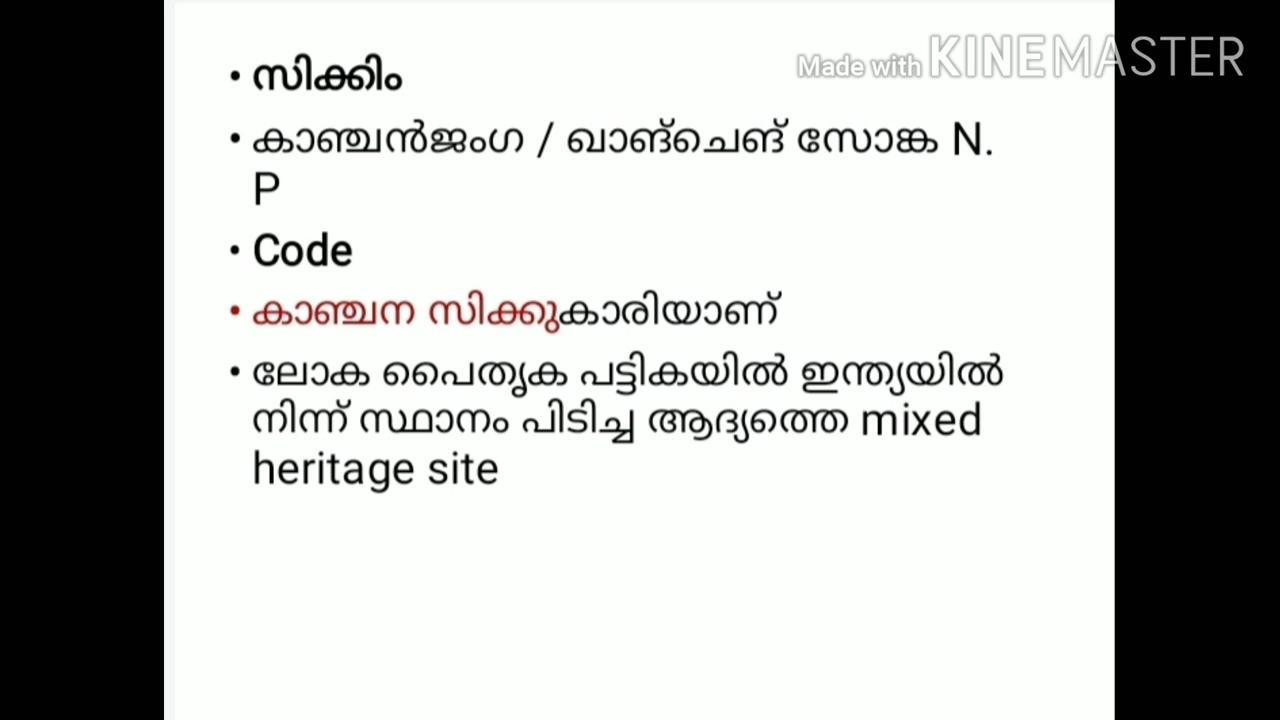 Made with KINEMASTER
• സിക്കിം
• കാഞ്ചൻജംഗ / ഖാങ്ചെങ് സോങ്ക N.
P
• Code
• കാഞ്ചന സിക്കുകാരിയാണ്
• ലോക പൈതൃക പട്ടികയിൽ ഇന്ത്യയിൽ
നിന്ന് സ്ഥാനം പിടിച്ച ആദ്യത്തെ mixed
heritage site